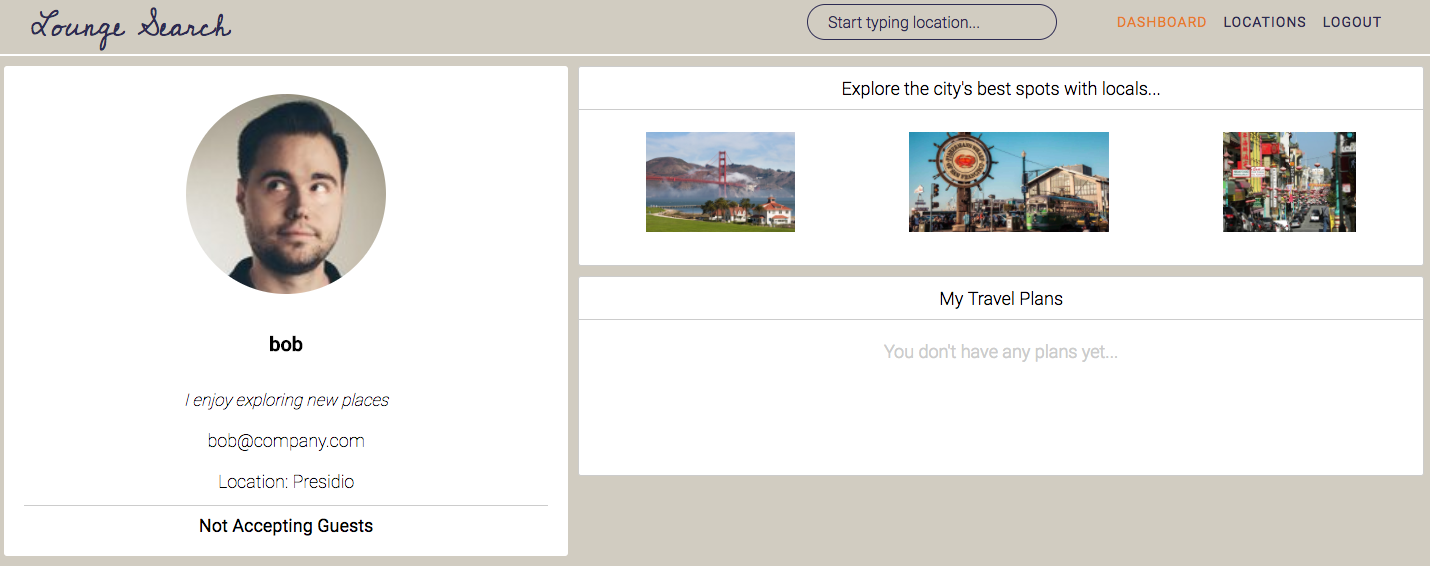 Lounge Search
Start typing location...
DASHBOARD LOCATIONS LOGOUT
bob
I enjoy exploring new places
bob@company.com
Location: Presidio
Not Accepting Guests
Explore the city's best spots with locals...
My Travel Plans
You don't have any plans yet...